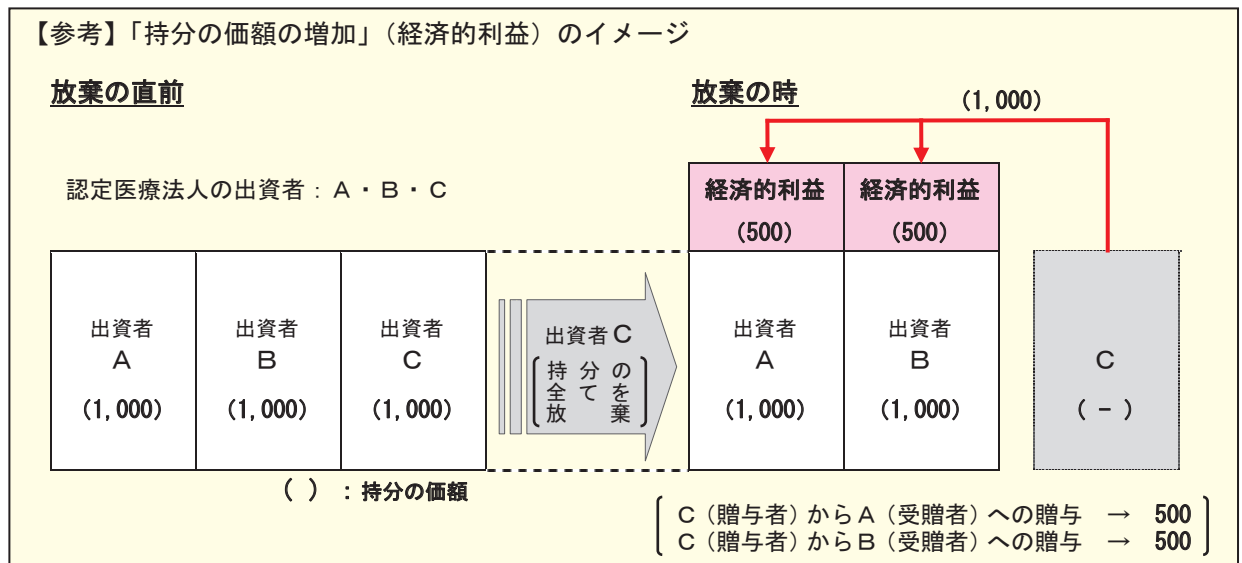 【参考】「持分の価額の増加」（経済的利益）のイメージ
放棄の直前
認定医療法人の出資者：Ａ・Ｂ・Ｃ
出資者
Ａ
(1,000)
出資者
Ｂ
(1,000)
出資者
Ｃ
(1,000)
( ) ：持分の価額
出資者Ｃ
持分の
全てを
放棄
放棄の時
(1,000)
経済的利益
(500)
経済的利益
(500)
出資者
Ａ
(1,000)
出資者
Ｂ
(1,000)
Ｃ
( － )
Ｃ（贈与者）からＡ（受贈者）への贈与 → 500
Ｃ（贈与者）からＢ（受贈者）への贈与 → 500